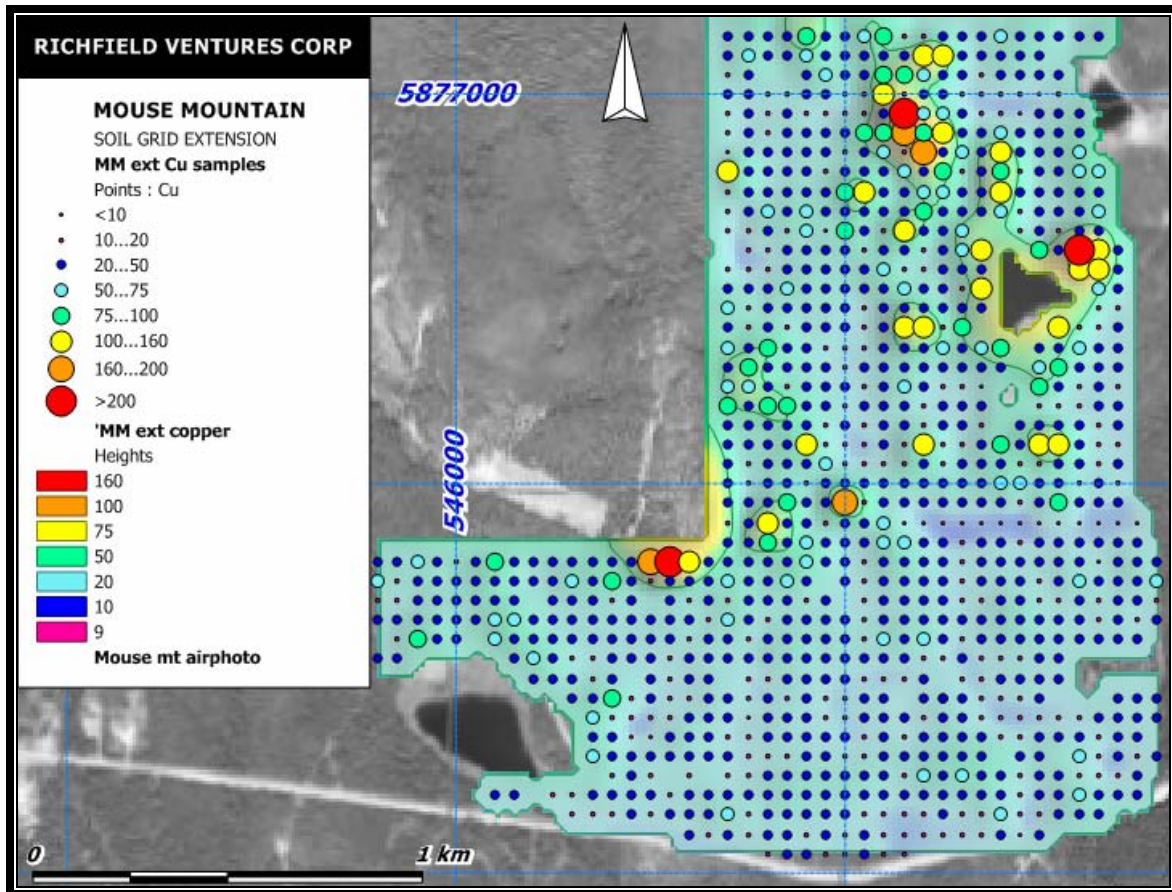 RICHFIELD VENTURES CORP
MOUSE MOUNTAIN
SOIL GRID EXTENSION
MM ext Cu samples
Points : Cu
<10
10...20
20...50
50...75
75...100
100...160
160...200
>200
'MM ext copper
Heights
160
100
75
50
20
10
9
Mouse mt airphoto
5877000
546000
0
1 km